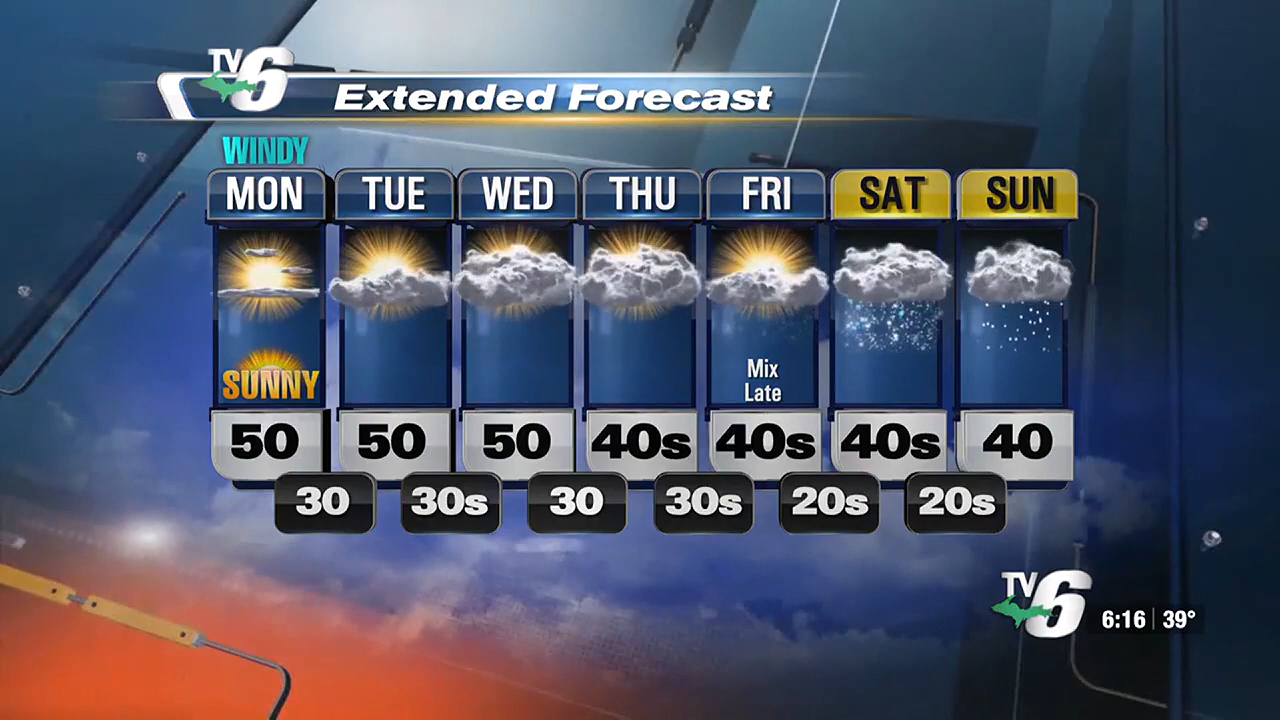 TV6
Extended Forecast
WINDY
MON TUE WED THU FRI SAT SUN
SUNNY
Mix
Late
50 50 50 40s 40s 40s 40
30 30s 30 30s 20s 20s
TV6
6:16 39°